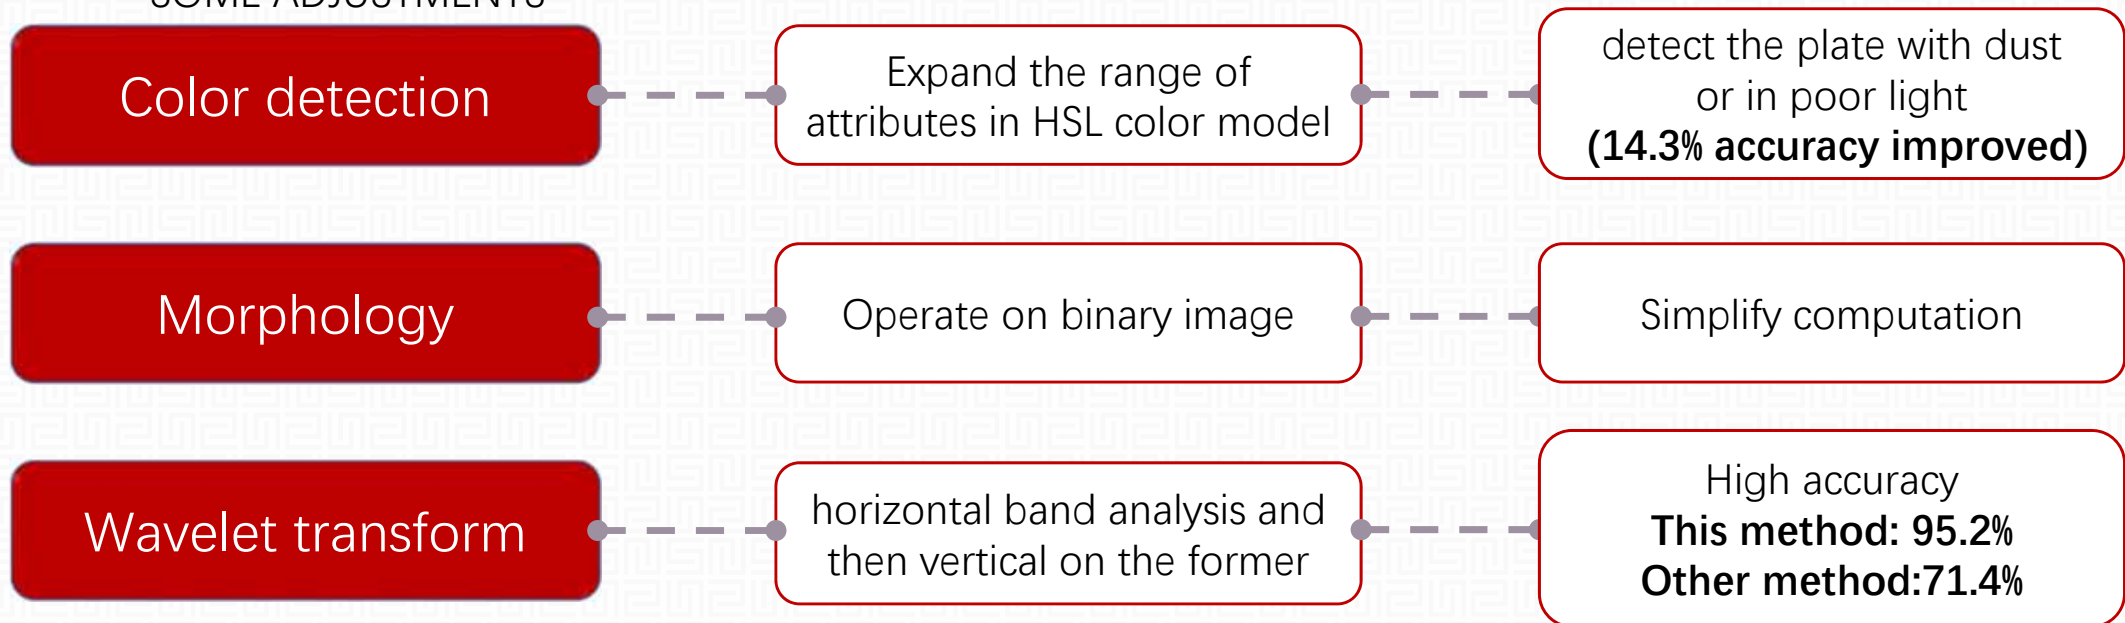 SOME ADJUSTMENTS
Color detection
Expand the range of
attributes in HSL color model
detect the plate with dust
or in poor light
(14.3% accuracy improved)
Morphology
Operate on binary image
Simplify computation
Wavelet transform
horizontal band analysis and
then vertical on the former
High accuracy
This method: 95.2%
Other method:71.4%